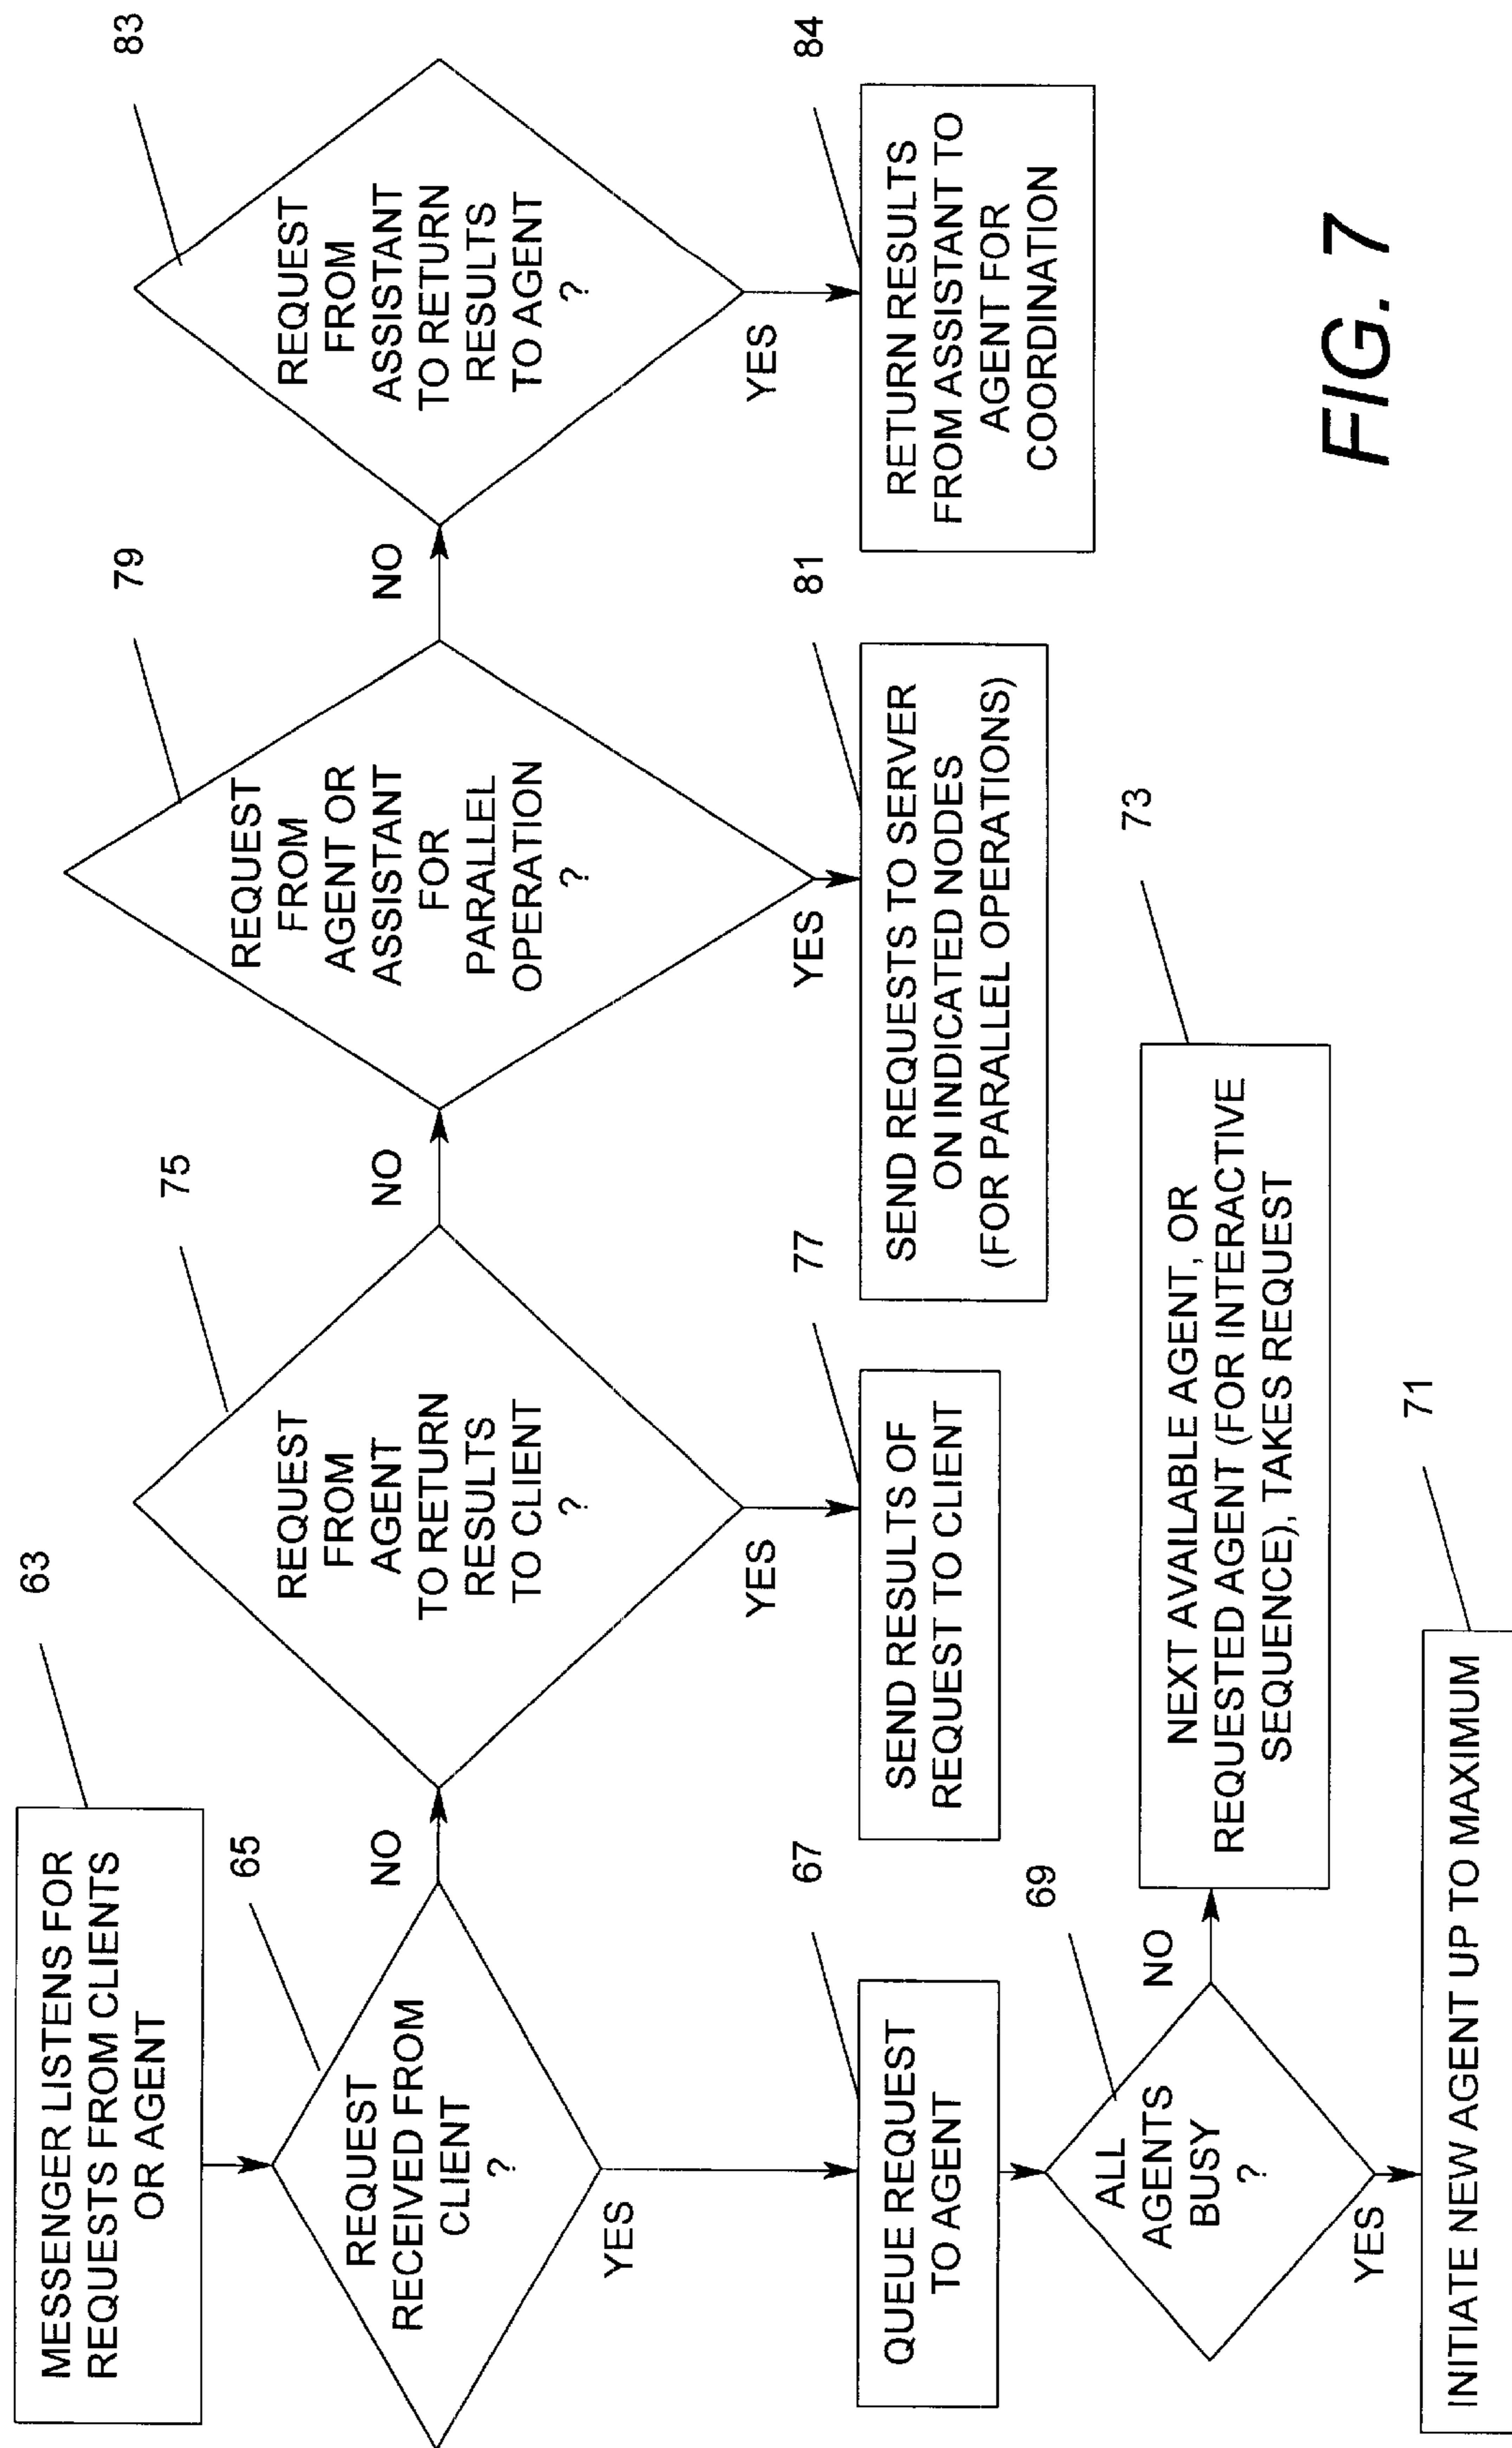 MESSENGER LISTENS FOR
REQUESTS FROM CLIENTS
OR AGENT
63
REQUEST
RECEIVED FROM
CLIENT
?
65
NO
YES
REQUEST
FROM
AGENT
TO RETURN
RESULTS
TO CLIENT
?
75
NO
YES
REQUEST
FROM
AGENT OR
ASSISTANT
FOR
PARALLEL
OPERATION
?
79
NO
YES
REQUEST
FROM
ASSISTANT
TO RETURN
RESULTS
TO AGENT
?
83
YES
QUEUE REQUEST
TO AGENT
67
SEND RESULTS OF
REQUEST TO CLIENT
77
SEND REQUESTS TO SERVER
ON INDICATED NODES
(FOR PARALLEL OPERATIONS)
81
RETURN RESULTS
FROM ASSISTANT TO
AGENT FOR
COORDINATION
84
ALL
AGENTS
BUSY
?
69
NO
YES
NEXT AVAILABLE AGENT, OR
REQUESTED AGENT (FOR INTERACTIVE
SEQUENCE), TAKES REQUEST
73
INITIATE NEW AGENT UP TO MAXIMUM
71
FIG. 7